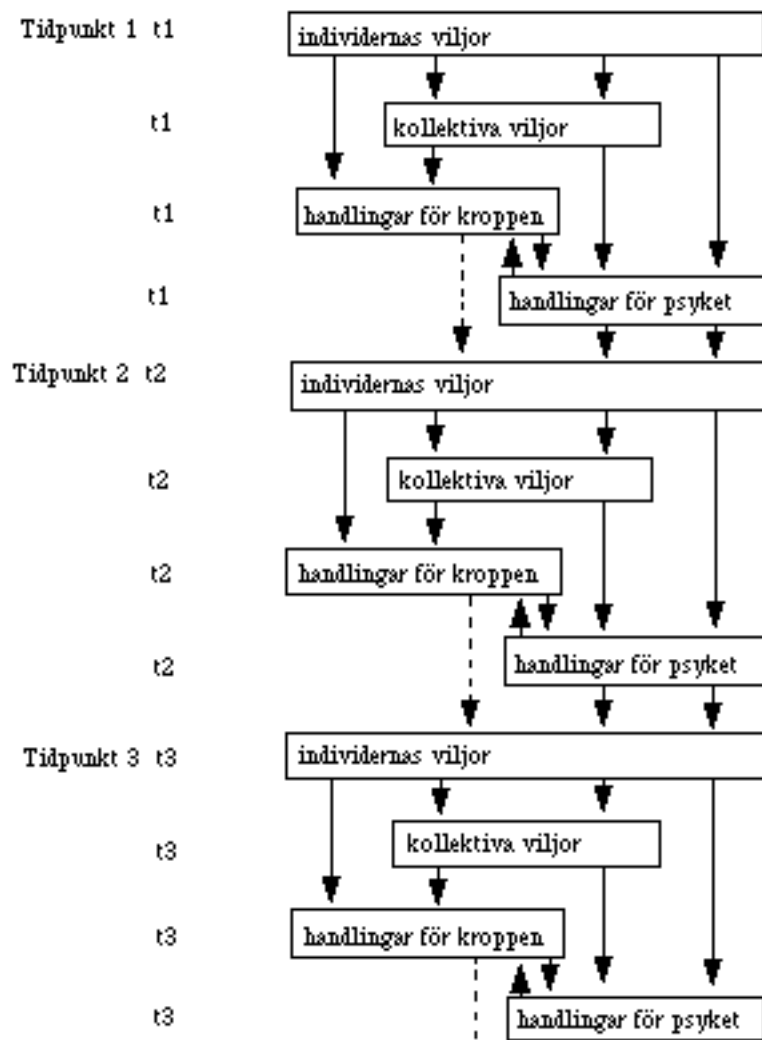 Tidpunkt 1 t1 individernas viljor
t1 kollektiva viljor
t1 handlingar för kroppen
t1 handlingar för psyket
Tidpunkt 2 t2 individernas viljor
t2 kollektiva viljor
t2 handlingar för kroppen
t2 handlingar för psyket
Tidpunkt 3 t3 individernas viljor
t3 kollektiva viljor
t3 handlingar för kroppen
t3 handlingar för psyket